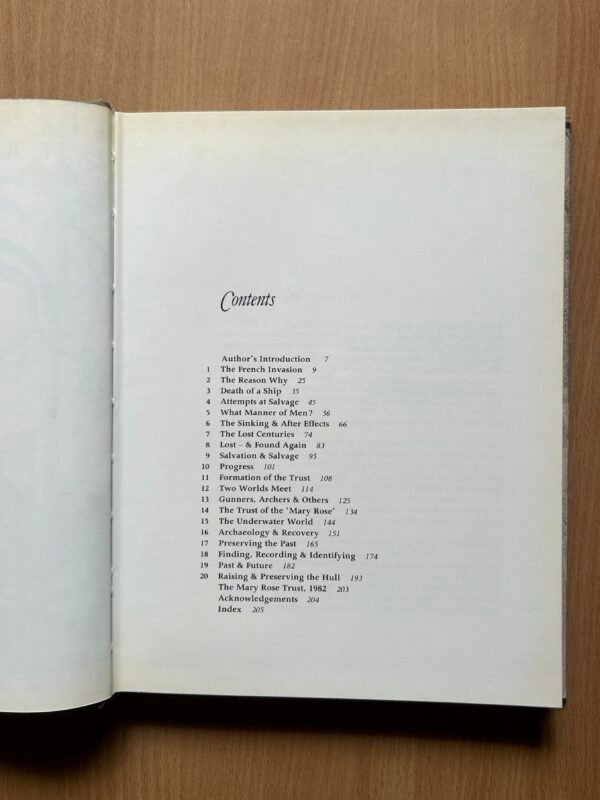 Contents
Author's Introduction 7
1 The French Invasion 9
2 The Reason Why 25
3 Death of a Ship 35
4 Attempts at Salvage 45
5 What Manner of Men? 56
6 The Sinking & After Effects 66
7 The Lost Centuries 74
8 Lost – & Found Again 83
9 Salvation & Salvage 95
10 Progress 101
11 Formation of the Trust 108
12 Two Worlds Meet 114
13 Gunners, Archers & Others 125
14 The Trust of the 'Mary Rose' 134
15 The Underwater World 144
16 Archaeology & Recovery 151
17 Preserving the Past 165
18 Finding, Recording & Identifying 174
19 Past & Future 182
20 Raising & Preserving the Hull 193
The Mary Rose Trust, 1982 203
Acknowledgements 204
Index 205